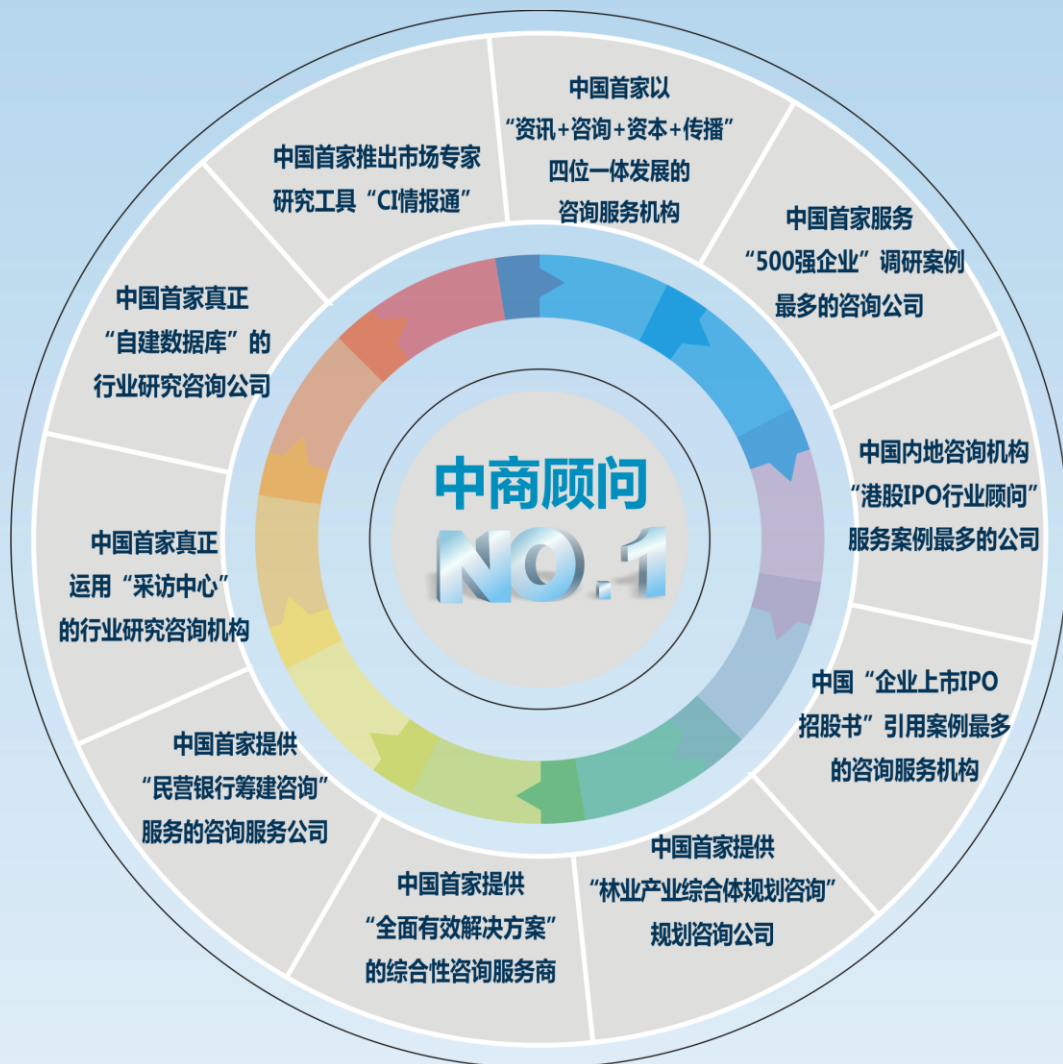 中国首家以
“资讯+咨询+资本+传播”
四位一体发展的
咨询服务机构
中国首家服务
“500强企业”调研案例
最多的咨询公司
中国内地咨询机构
“港股IPO行业顾问”
服务案例最多的公司
中国“企业上市IPO
招股书”引用案例最多
的咨询服务机构
中国首家提供
“林业产业综合体规划咨询”
规划咨询公司
中国首家提供
“全面有效解决方案”
的综合性咨询服务商
中国首家提供
“民营银行筹建咨询”
服务的咨询服务公司
中国首家真正
运用“采访中心”
的行业研究咨询机构
中国首家真正
“自建数据库”的
行业研究咨询公司
中国首家推出市场专家
研究工具“CI情报通”
中商顾问
NO.1